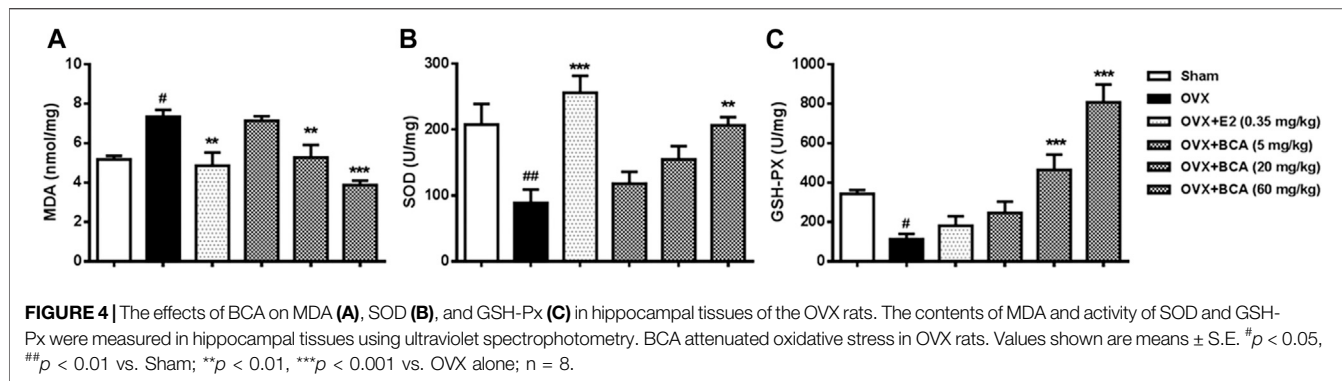 A
B
C
10
8
6
4
2
0
MDA (nmol/mg)
#
**
**
***
300
200
100
0
SOD (U/mg)
##
***
**
1000
800
600
400
200
0
GSH-PX (U/mg)
#
***
***
Sham
OVX
OVX+E2 (0.35 mg/kg)
OVX+BCA (5 mg/kg)
OVX+BCA (20 mg/kg)
OVX+BCA (60 mg/kg)
FIGURE 4 | The effects of BCA on MDA (A), SOD (B), and GSH-Px (C) in hippocampal tissues of the OVX rats. The contents of MDA and activity of SOD and GSH-
Px were measured in hippocampal tissues using ultraviolet spectrophotometry. BCA attenuated oxidative stress in OVX rats. Values shown are means ± S.E. #p < 0.05,
##p < 0.01 vs. Sham; **p < 0.01, ***p < 0.001 vs. OVX alone; n = 8.